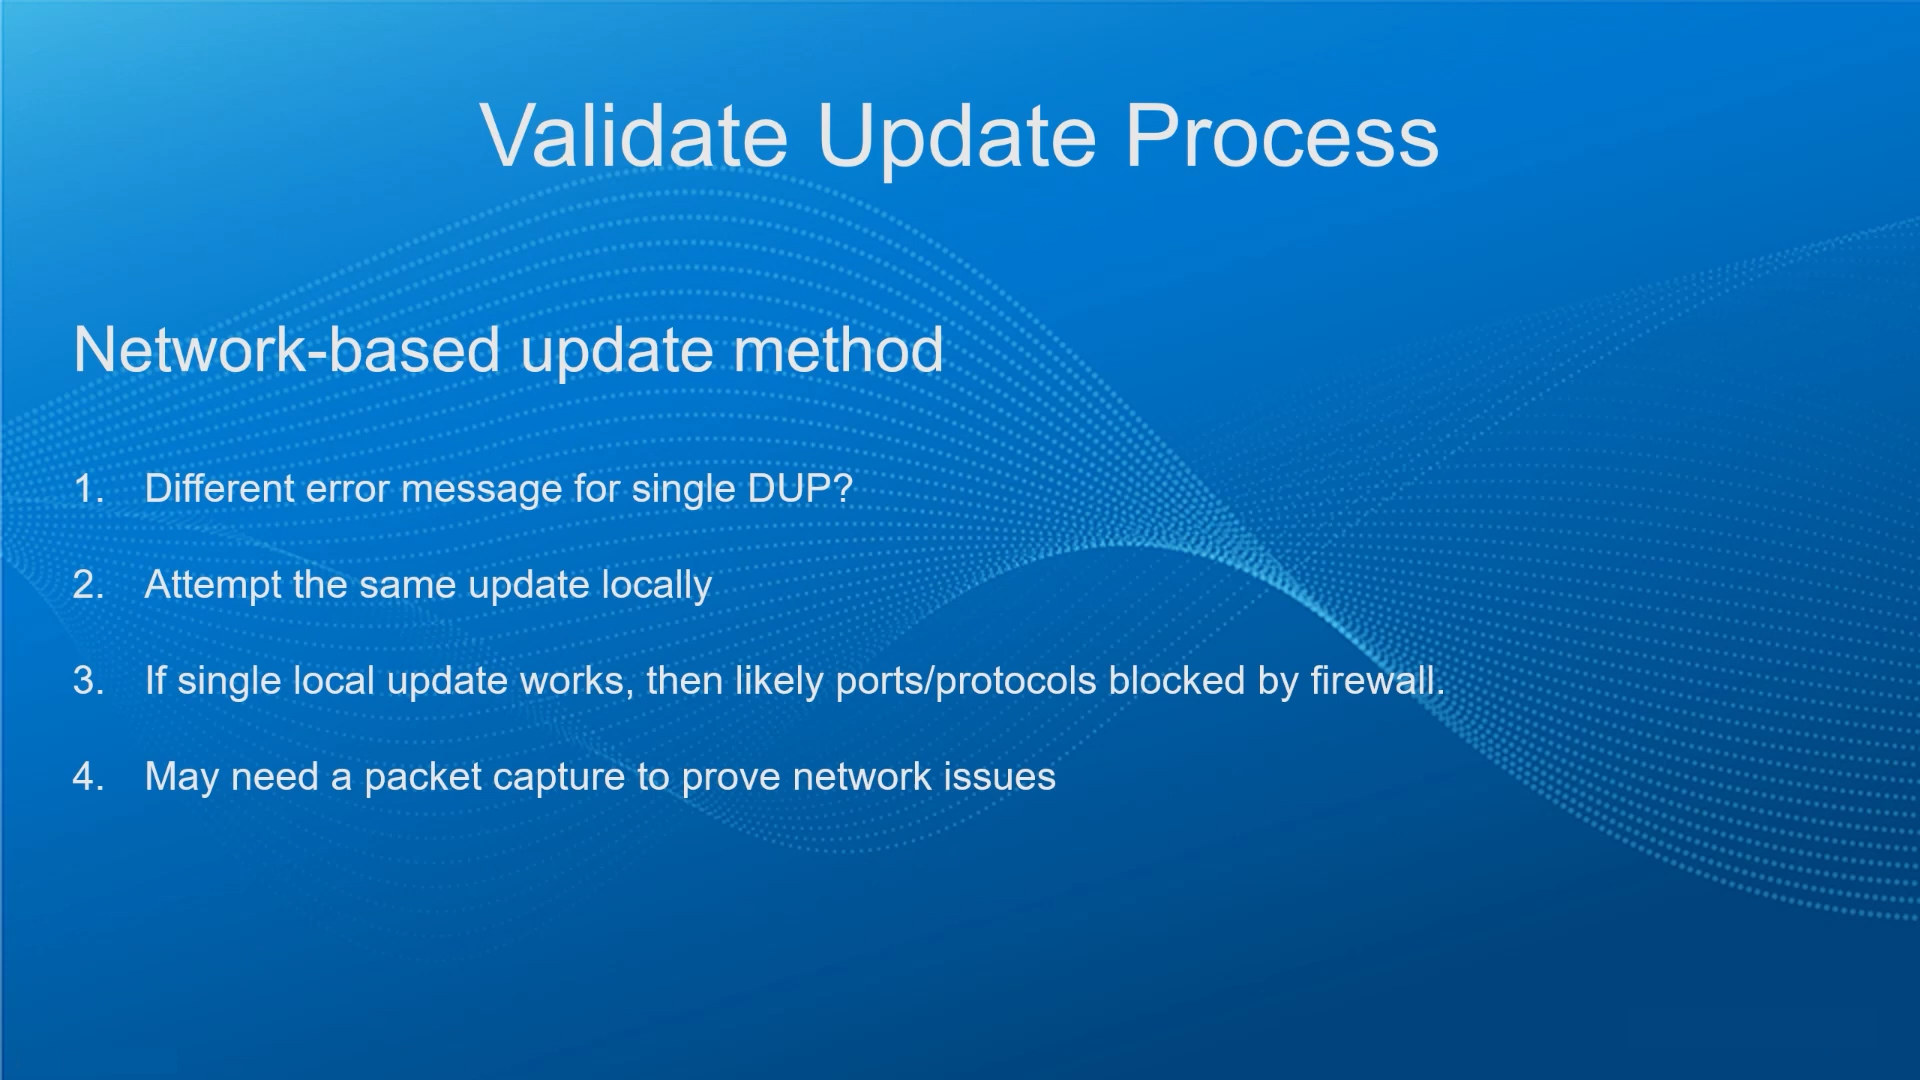 Validate Update Process
Network-based update method
1. Different error message for single DUP?
2. Attempt the same update locally
3. If single local update works, then likely ports/protocols blocked by firewall.
4. May need a packet capture to prove network issues